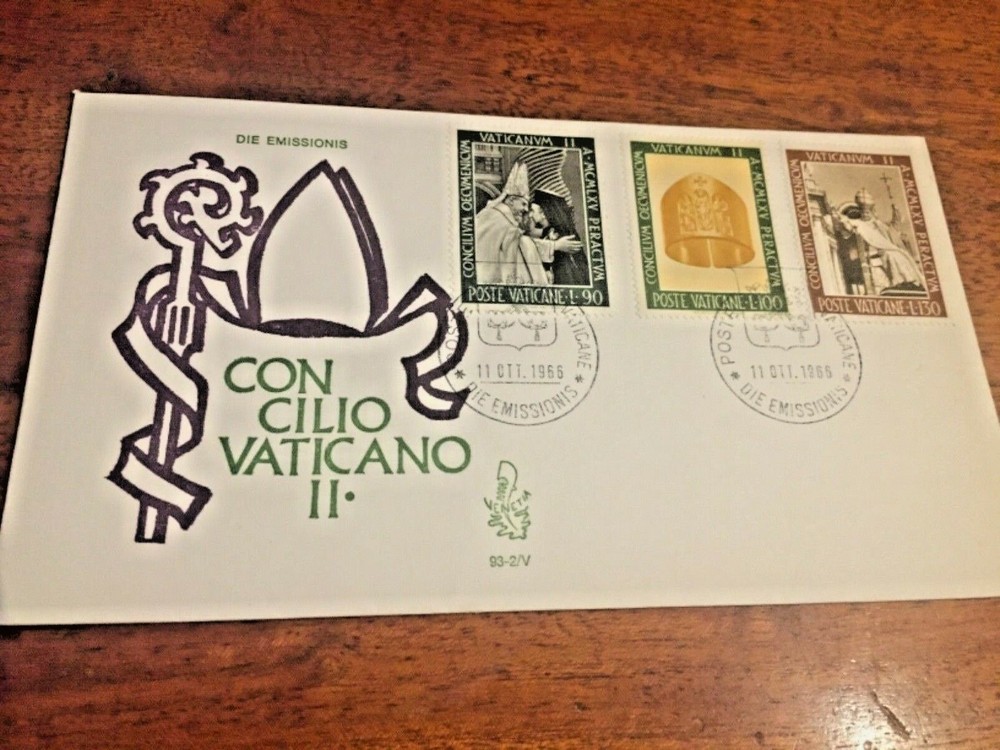 DIE EMISSIONIS
CON
CILIO
VATICANO
II.
VATICANVM II
CONCILIVM OECVMENICVM
A·MCMLXV PERACTVM
POSTE VATICANE·L·90
VATICANVM II
CONCILIVM OECVMENICVM
A·MCMLXV PERACTVM
POSTE VATICANE·L·100
VATICANVM II
CONCILIVM OECVMENICVM
A·MCMLXV PERACTVM
POSTE VATICANE·L·130
11 OTT. 1966
* DIE EMISSIONIS *
POSTE VATICANE
11 OTT. 1966
* DIE EMISSIONIS *
93-2/V